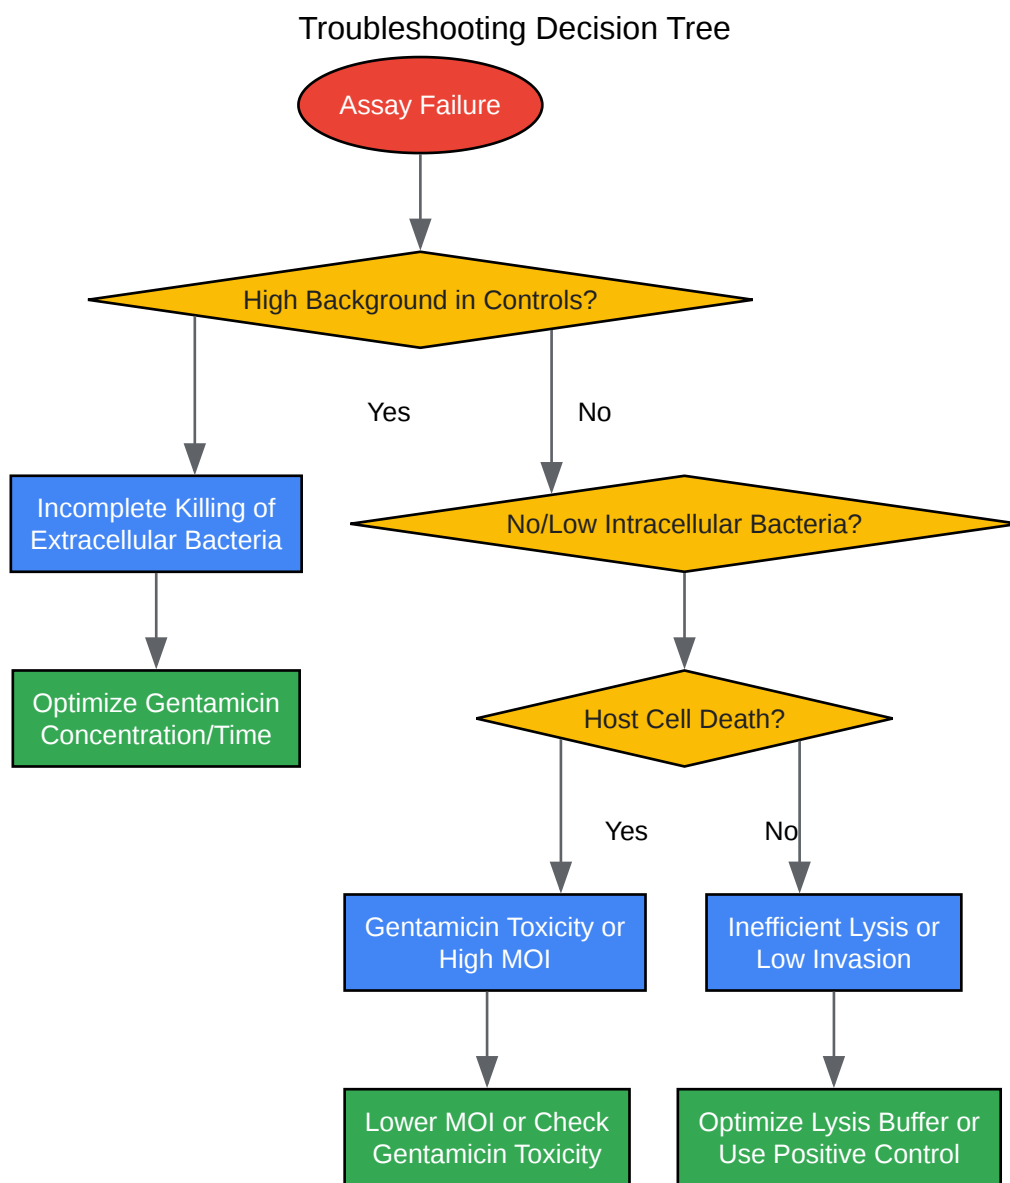 Troubleshooting Decision Tree
Assay Failure
High Background in Controls?
Yes
No
Incomplete Killing of
Extracellular Bacteria
No/Low Intracellular Bacteria?
Optimize Gentamicin
Concentration/Time
Host Cell Death?
Yes
No
Gentamicin Toxicity or
High MOI
Inefficient Lysis or
Low Invasion
Lower MOI or Check
Gentamicin Toxicity
Optimize Lysis Buffer or
Use Positive Control